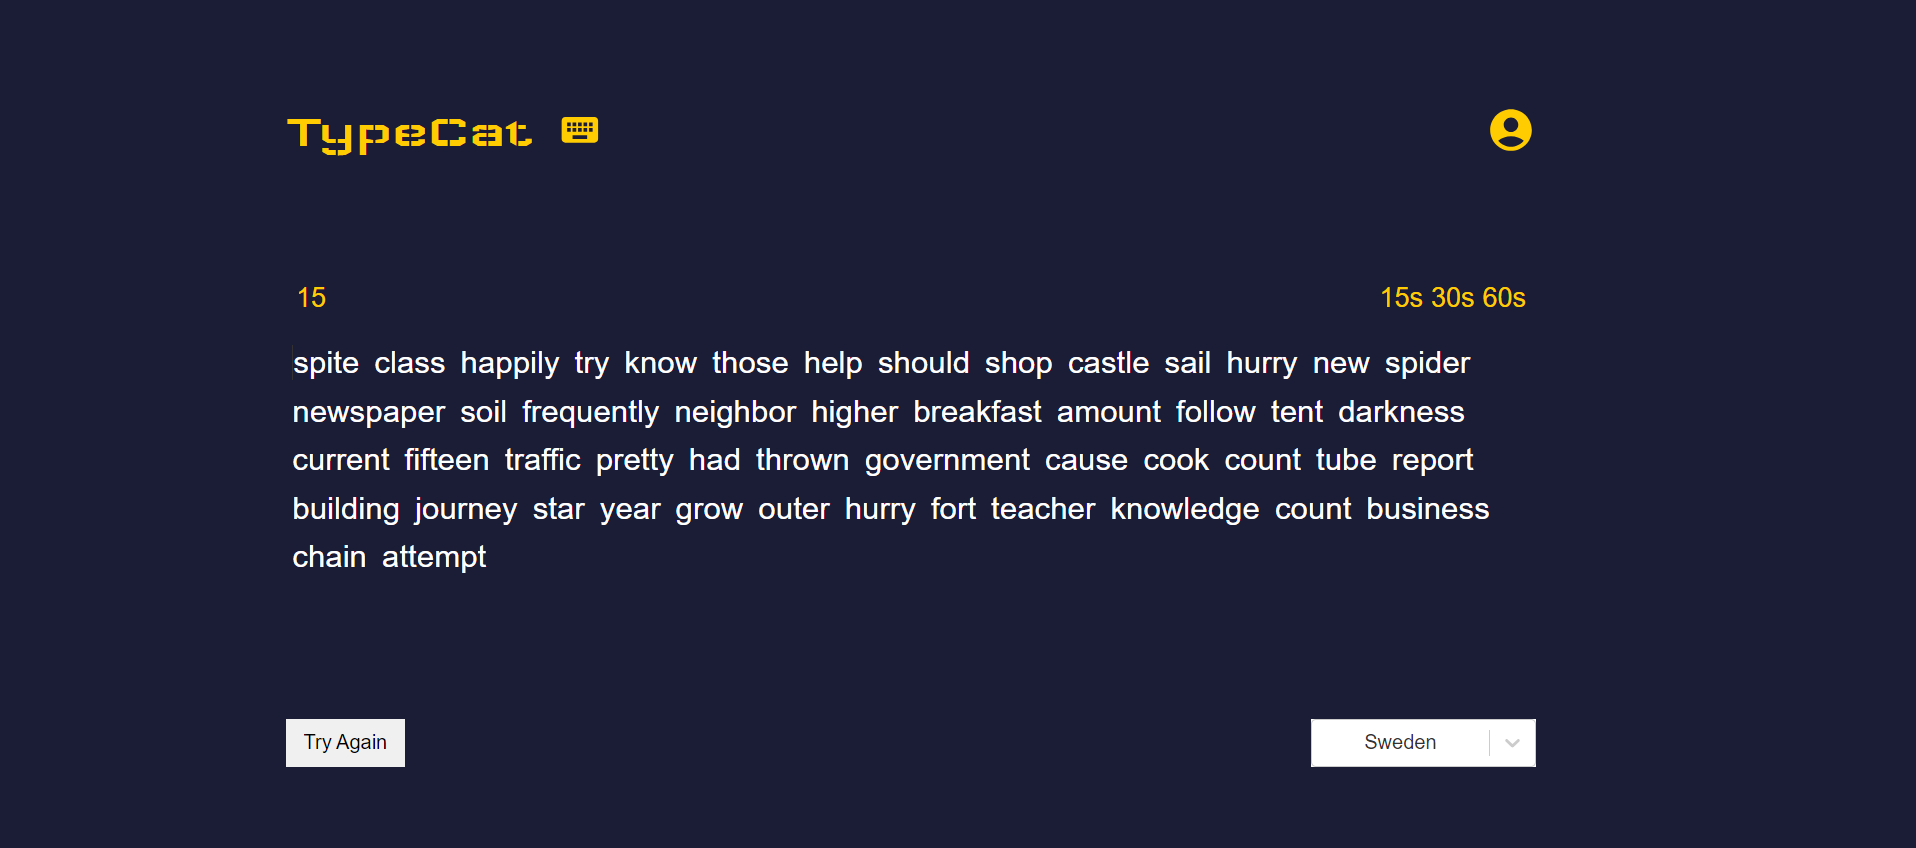 TypeCat
15
15s 30s 60s
spite class happily try know those help should shop castle sail hurry new spider
newspaper soil frequently neighbor higher breakfast amount follow tent darkness
current fifteen traffic pretty had thrown government cause cook count tube report
building journey star year grow outer hurry fort teacher knowledge count business
chain attempt
Try Again
Sweden